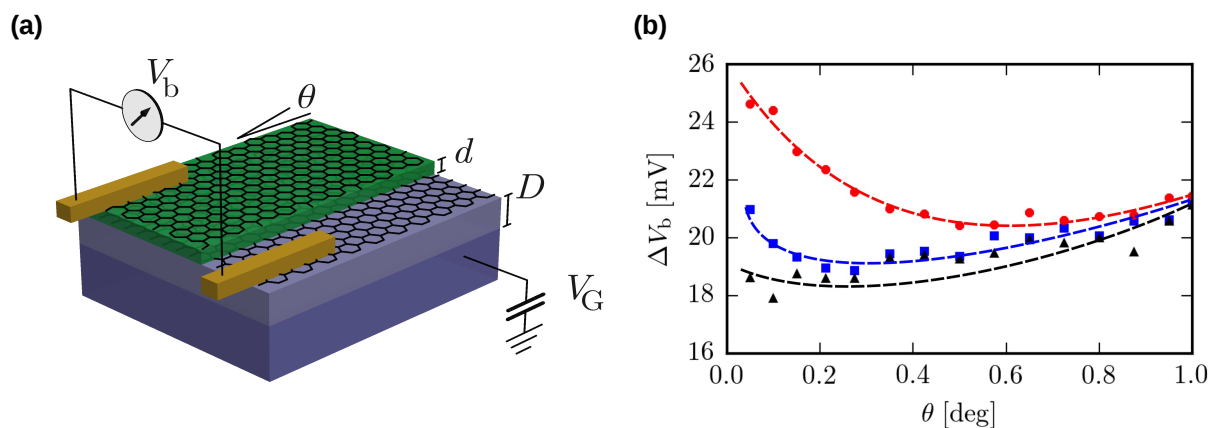 (a)
V_b
θ
d
D
V_G
(b)
ΔV_b [mV]
26
24
22
20
18
16
0.0 0.2 0.4 0.6 0.8 1.0
θ [deg]